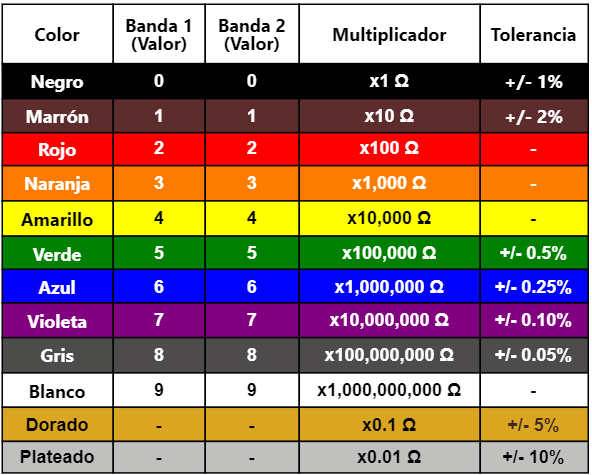 Color Banda 1 (Valor) Banda 2 (Valor) Multiplicador Tolerancia
Negro 0 0 x1 Ω +/- 1%
Marrón 1 1 x10 Ω +/- 2%
Rojo 2 2 x100 Ω -
Naranja 3 3 x1,000 Ω -
Amarillo 4 4 x10,000 Ω -
Verde 5 5 x100,000 Ω +/- 0.5%
Azul 6 6 x1,000,000 Ω +/- 0.25%
Violeta 7 7 x10,000,000 Ω +/- 0.10%
Gris 8 8 x100,000,000 Ω +/- 0.05%
Blanco 9 9 x1,000,000,000 Ω -
Dorado - - x0.1 Ω +/- 5%
Plateado - - x0.01 Ω +/- 10%